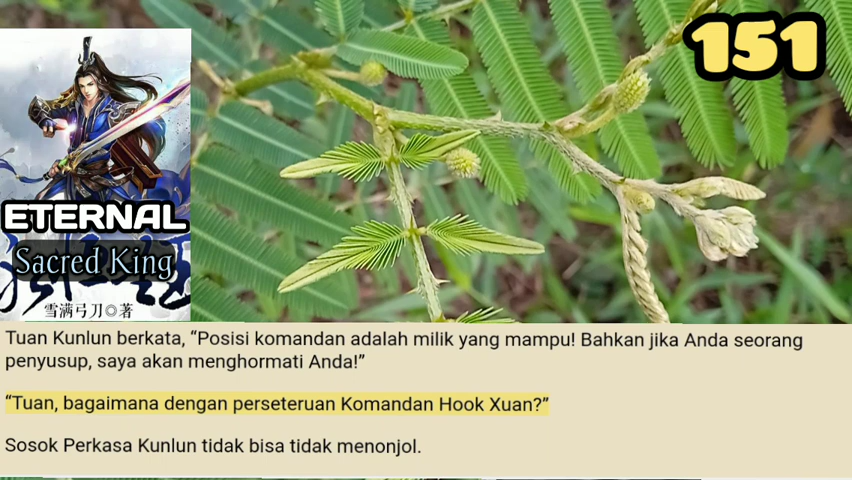 151
ETERNAL
Sacred King
雪满弓刀◎著
Tuan Kunlun berkata, “Posisi komandan adalah milik yang mampu! Bahkan jika Anda seorang
penyusup, saya akan menghormati Anda!”
“Tuan, bagaimana dengan perseteruan Komandan Hook Xuan?”
Sosok Perkasa Kunlun tidak bisa tidak menonjol.